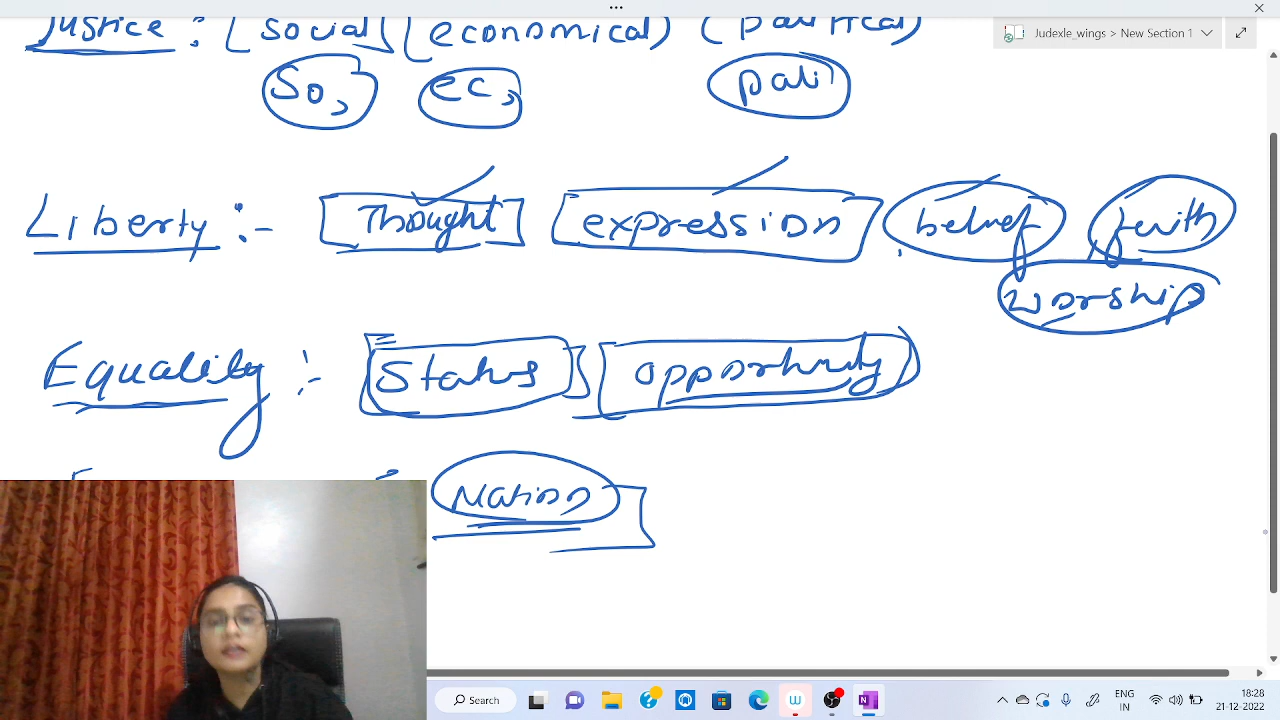 Judexle_wings > New Section 1
Justice : [social] [economical) (political)
So, ec, poli
Liberty :- [Thought] [expression] belief faith
worship
Equality :- [Status] [opportunity]
Nation
Search
ENG
IN
18:28
21-12-2022